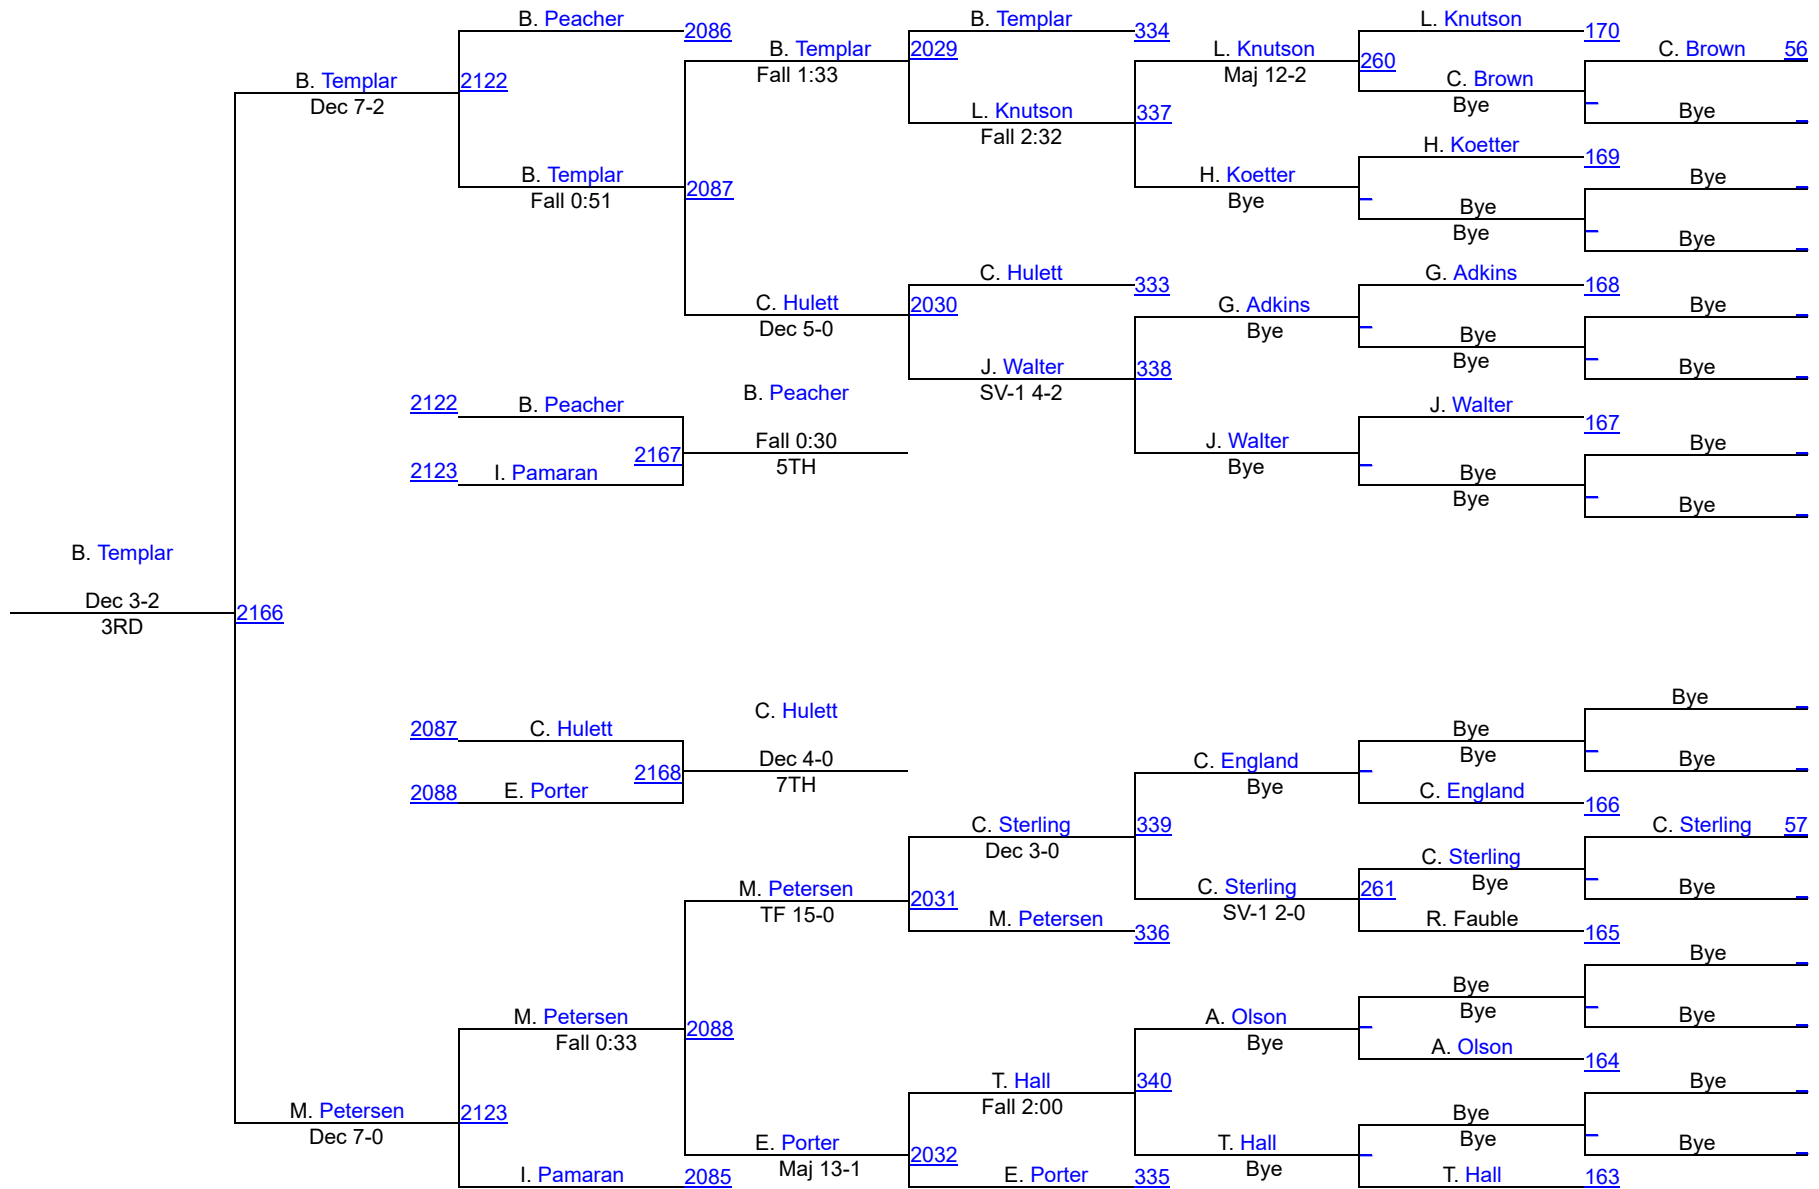 B. Peacher
2086
B. Templar
334
L. Knutson
170
B. Templar
Fall 1:33
2029
L. Knutson
Maj 12-2
C. Brown
56
260
B. Templar
Dec 7-2
2122
C. Brown
Bye
Bye
L. Knutson
Fall 2:32
337
H. Koetter
169
B. Templar
Fall 0:51
2087
H. Koetter
Bye
Bye
Bye
Bye
Bye
C. Hulett
333
G. Adkins
168
C. Hulett
Dec 5-0
2030
G. Adkins
Bye
Bye
Bye
Bye
J. Walter
SV-1 4-2
338
Bye
B. Peacher
2122
B. Peacher
J. Walter
167
Fall 0:30
5TH
2167
J. Walter
Bye
Bye
2123
I. Pamaran
Bye
Bye
Bye
B. Templar
Dec 3-2
3RD
2166
Bye
C. Hulett
2087
C. Hulett
Bye
Bye
Dec 4-0
7TH
2168
C. England
Bye
Bye
2088
E. Porter
C. England
166
C. Sterling
Dec 3-0
339
C. Sterling
57
C. Sterling
Bye
M. Petersen
TF 15-0
2031
C. Sterling
SV-1 2-0
261
Bye
M. Petersen
336
R. Fauble
165
Bye
Bye
Bye
M. Petersen
Fall 0:33
2088
A. Olson
Bye
Bye
A. Olson
164
T. Hall
Fall 2:00
340
Bye
M. Petersen
Dec 7-0
2123
Bye
Bye
E. Porter
Maj 13-1
2032
T. Hall
Bye
Bye
I. Pamaran
2085
E. Porter
335
T. Hall
163